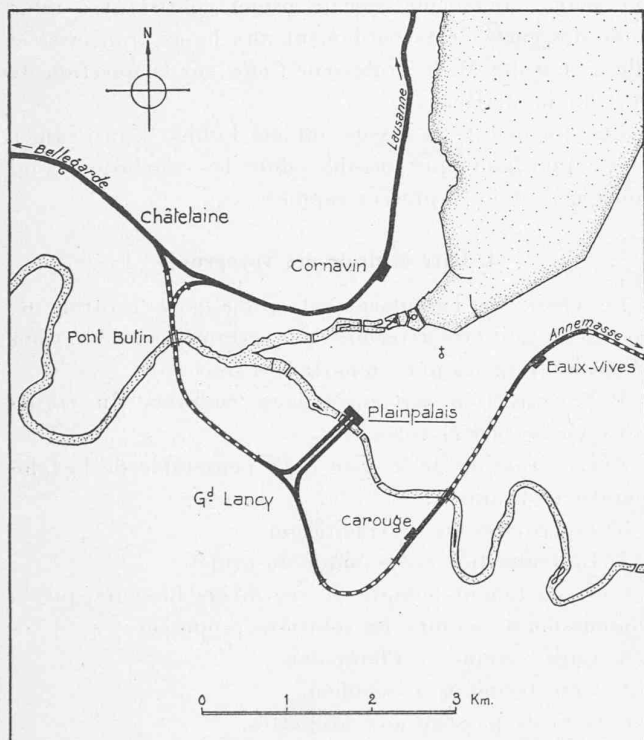 N
Bellegarde
Lausanne
Châtelaine
Cornavin
Pont Butin
Annemasse
Eaux-Vives
Plainpalais
Gd Lancy
Carouge
0 1 2 3 Km.